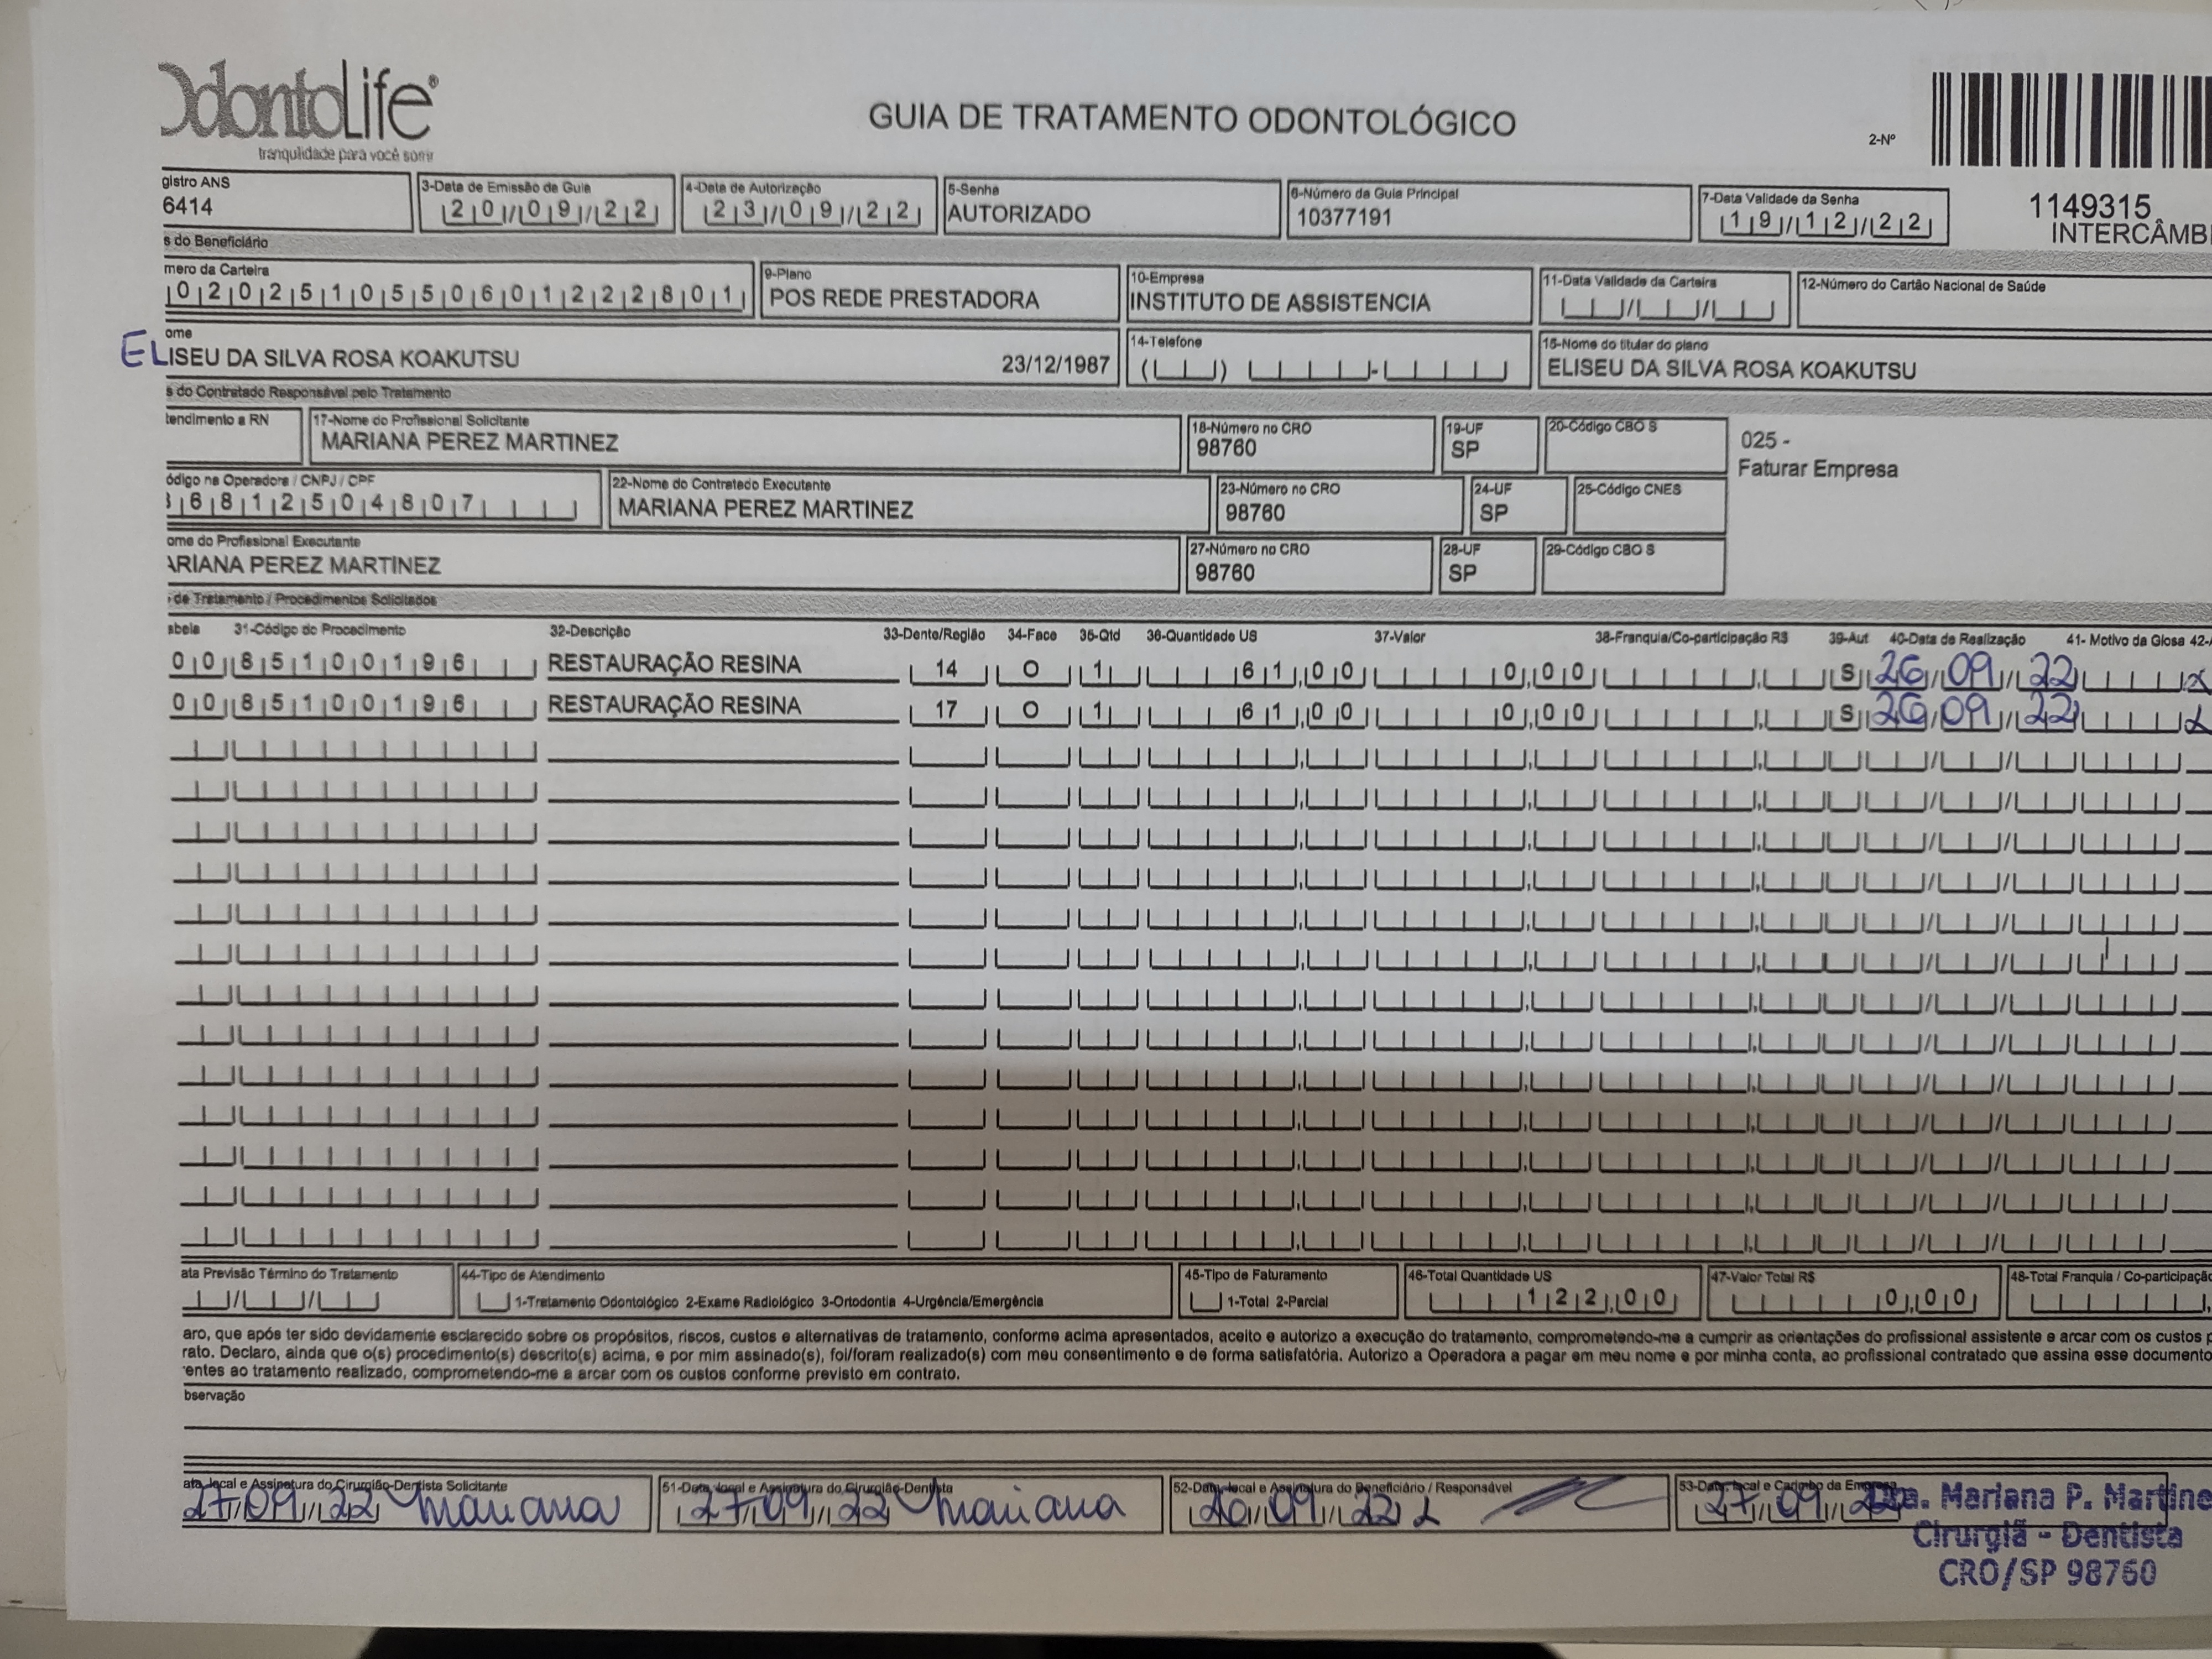 OdontoLife®
tranquilidade para você sorrir
GUIA DE TRATAMENTO ODONTOLÓGICO
2-Nº
1149315
INTERCÂMB
gistro ANS
6414
3-Data de Emissão da Guia
20/09/22
4-Data de Autorização
23/09/22
5-Senha
AUTORIZADO
6-Número da Guia Principal
10377191
7-Data Validade da Senha
19/12/22
s do Beneficiário
mero da Carteira
0202510550601222801
9-Plano
POS REDE PRESTADORA
10-Empresa
INSTITUTO DE ASSISTENCIA
11-Data Validade da Carteira
12-Número do Cartão Nacional de Saúde
ome
ELISEU DA SILVA ROSA KOAKUTSU 23/12/1987
14-Telefone
15-Nome do titular do plano
ELISEU DA SILVA ROSA KOAKUTSU
s do Contratado Responsável pelo Tratamento
tendimento a RN
17-Nome do Profissional Solicitante
MARIANA PEREZ MARTINEZ
18-Número no CRO
98760
19-UF
SP
20-Código CBO S
025 -
Faturar Empresa
ódigo na Operadora / CNPJ / CPF
36812504807
22-Nome do Contratado Executante
MARIANA PEREZ MARTINEZ
23-Número no CRO
98760
24-UF
SP
25-Código CNES
ome do Profissional Executante
ARIANA PEREZ MARTINEZ
27-Número no CRO
98760
28-UF
SP
29-Código CBO S
de Tratamento / Procedimentos Solicitados
abela 31-Código do Procedimento 32-Descrição 33-Dente/Região 34-Face 35-Qtd 36-Quantidade US 37-Valor 38-Franquia/Co-participação R$ 39-Aut 40-Data de Realização 41- Motivo da Glosa 42-
00 85100196 RESTAURAÇÃO RESINA 14 O 1 61,00 0,00 S 26/09/22 x
00 85100196 RESTAURAÇÃO RESINA 17 O 1 61,00 0,00 S 26/09/22 x
ata Previsão Término do Tratamento
44-Tipo de Atendimento
1-Tratamento Odontológico 2-Exame Radiológico 3-Ortodontia 4-Urgência/Emergência
45-Tipo de Faturamento
1-Total 2-Parcial
46-Total Quantidade US
122,00
47-Valor Total R$
0,00
48-Total Franquia / Co-participaçã
aro, que após ter sido devidamente esclarecido sobre os propósitos, riscos, custos e alternativas de tratamento, conforme acima apresentados, aceito e autorizo a execução do tratamento, comprometendo-me a cumprir as orientações do profissional assistente e arcar com os custos p
rato. Declaro, ainda que o(s) procedimento(s) descrito(s) acima, e por mim assinado(s), foi/foram realizado(s) com meu consentimento e de forma satisfatória. Autorizo a Operadora a pagar em meu nome e por minha conta, ao profissional contratado que assina esse documento
entes ao tratamento realizado, comprometendo-me a arcar com os custos conforme previsto em contrato.
bservação
ata, local e Assinatura do Cirurgião-Dentista Solicitante
27/09/22 Mariana
51-Data, local e Assinatura do Cirurgião-Dentista
27/09/22 Mariana
52-Data, local e Assinatura do Beneficiário / Responsável
26/09/22 x
53-Data, local e Carimbo da Empresa
27/09/22
Dra. Mariana P. Martine
Cirurgiã - Dentista
CRO/SP 98760